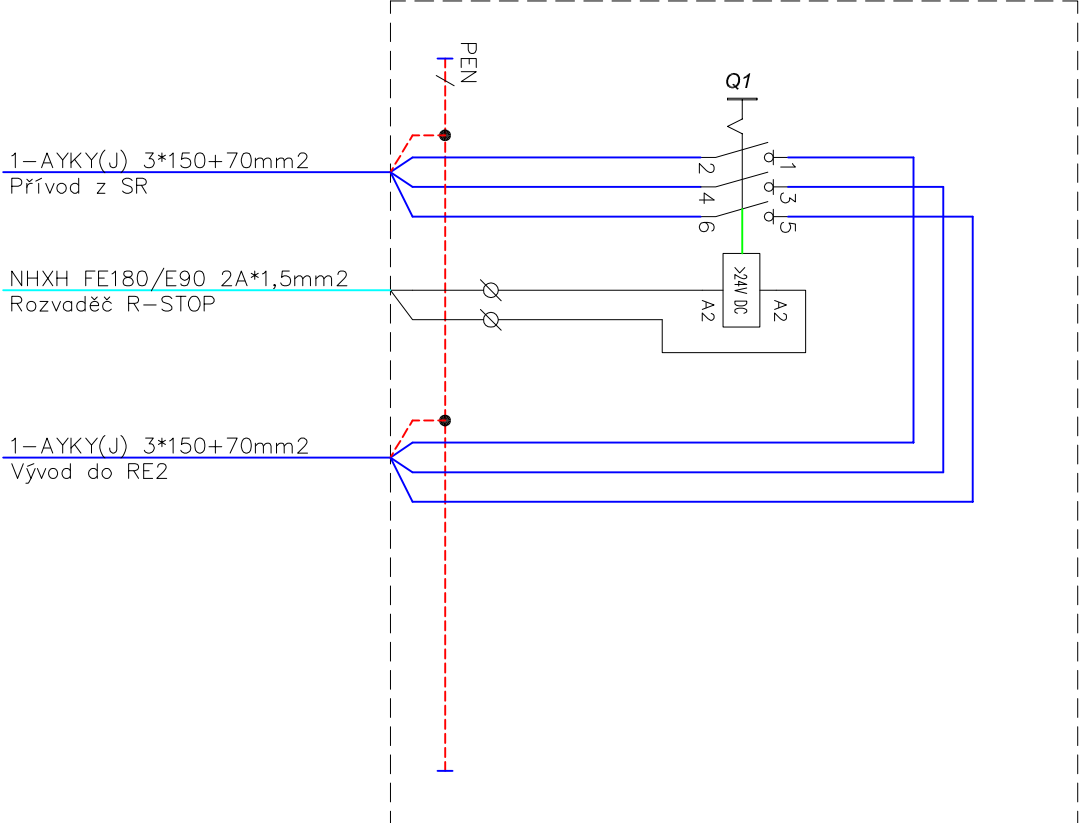 PEN
Q1
1-AYKY(J) 3*150+70mm2
Přívod z SR
2
1
4
3
6
5
NHXH FE180/E90 2A*1,5mm2
Rozvaděč R-STOP
>24V DC
A2
A2
1-AYKY(J) 3*150+70mm2
Vývod do RE2